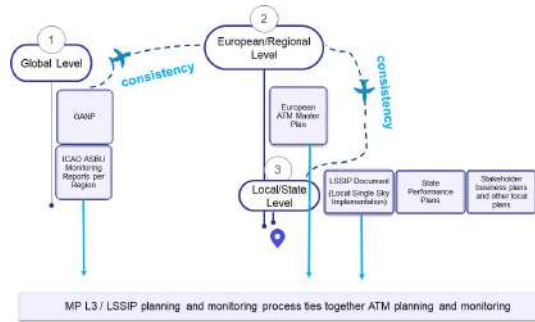 1
Global Level
GANP
ICAO ASBU
Monitoring
Reports per
Region
consistency
2
European/Regional
Level
consistency
European
ATM Master
Plan
3
Local/State
Level
LSSIP Document
(Local Single Sky
Implementation)
State
Performance
Plans
Stakeholder
business plans
and other local
plans
MP L3 / LSSIP planning and monitoring process ties together ATM planning and monitoring